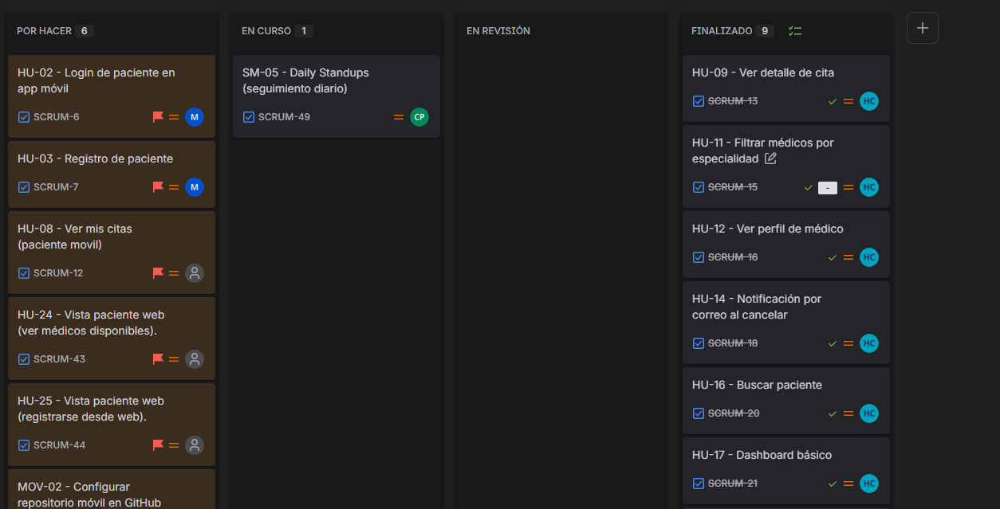 POR HACER 6
HU-02 - Login de paciente en
app móvil
SCRUM-6
M
HU-03 - Registro de paciente
SCRUM-7
M
HU-08 - Ver mis citas
(paciente movil)
SCRUM-12
HU-24 - Vista paciente web
(ver médicos disponibles).
SCRUM-43
HU-25 - Vista paciente web
(registrarse desde web).
SCRUM-44
MOV-02 - Configurar
repositorio móvil en GitHub
EN CURSO 1
SM-05 - Daily Standups
(seguimiento diario)
SCRUM-49
CP
EN REVISIÓN
FINALIZADO 9
HU-09 - Ver detalle de cita
SCRUM-13
HC
HU-11 - Filtrar médicos por
especialidad
SCRUM-15
- HC
HU-12 - Ver perfil de médico
SCRUM-16
HC
HU-14 - Notificación por
correo al cancelar
SCRUM-18
HC
HU-16 - Buscar paciente
SCRUM-20
HC
HU-17 - Dashboard básico
SCRUM-21
HC